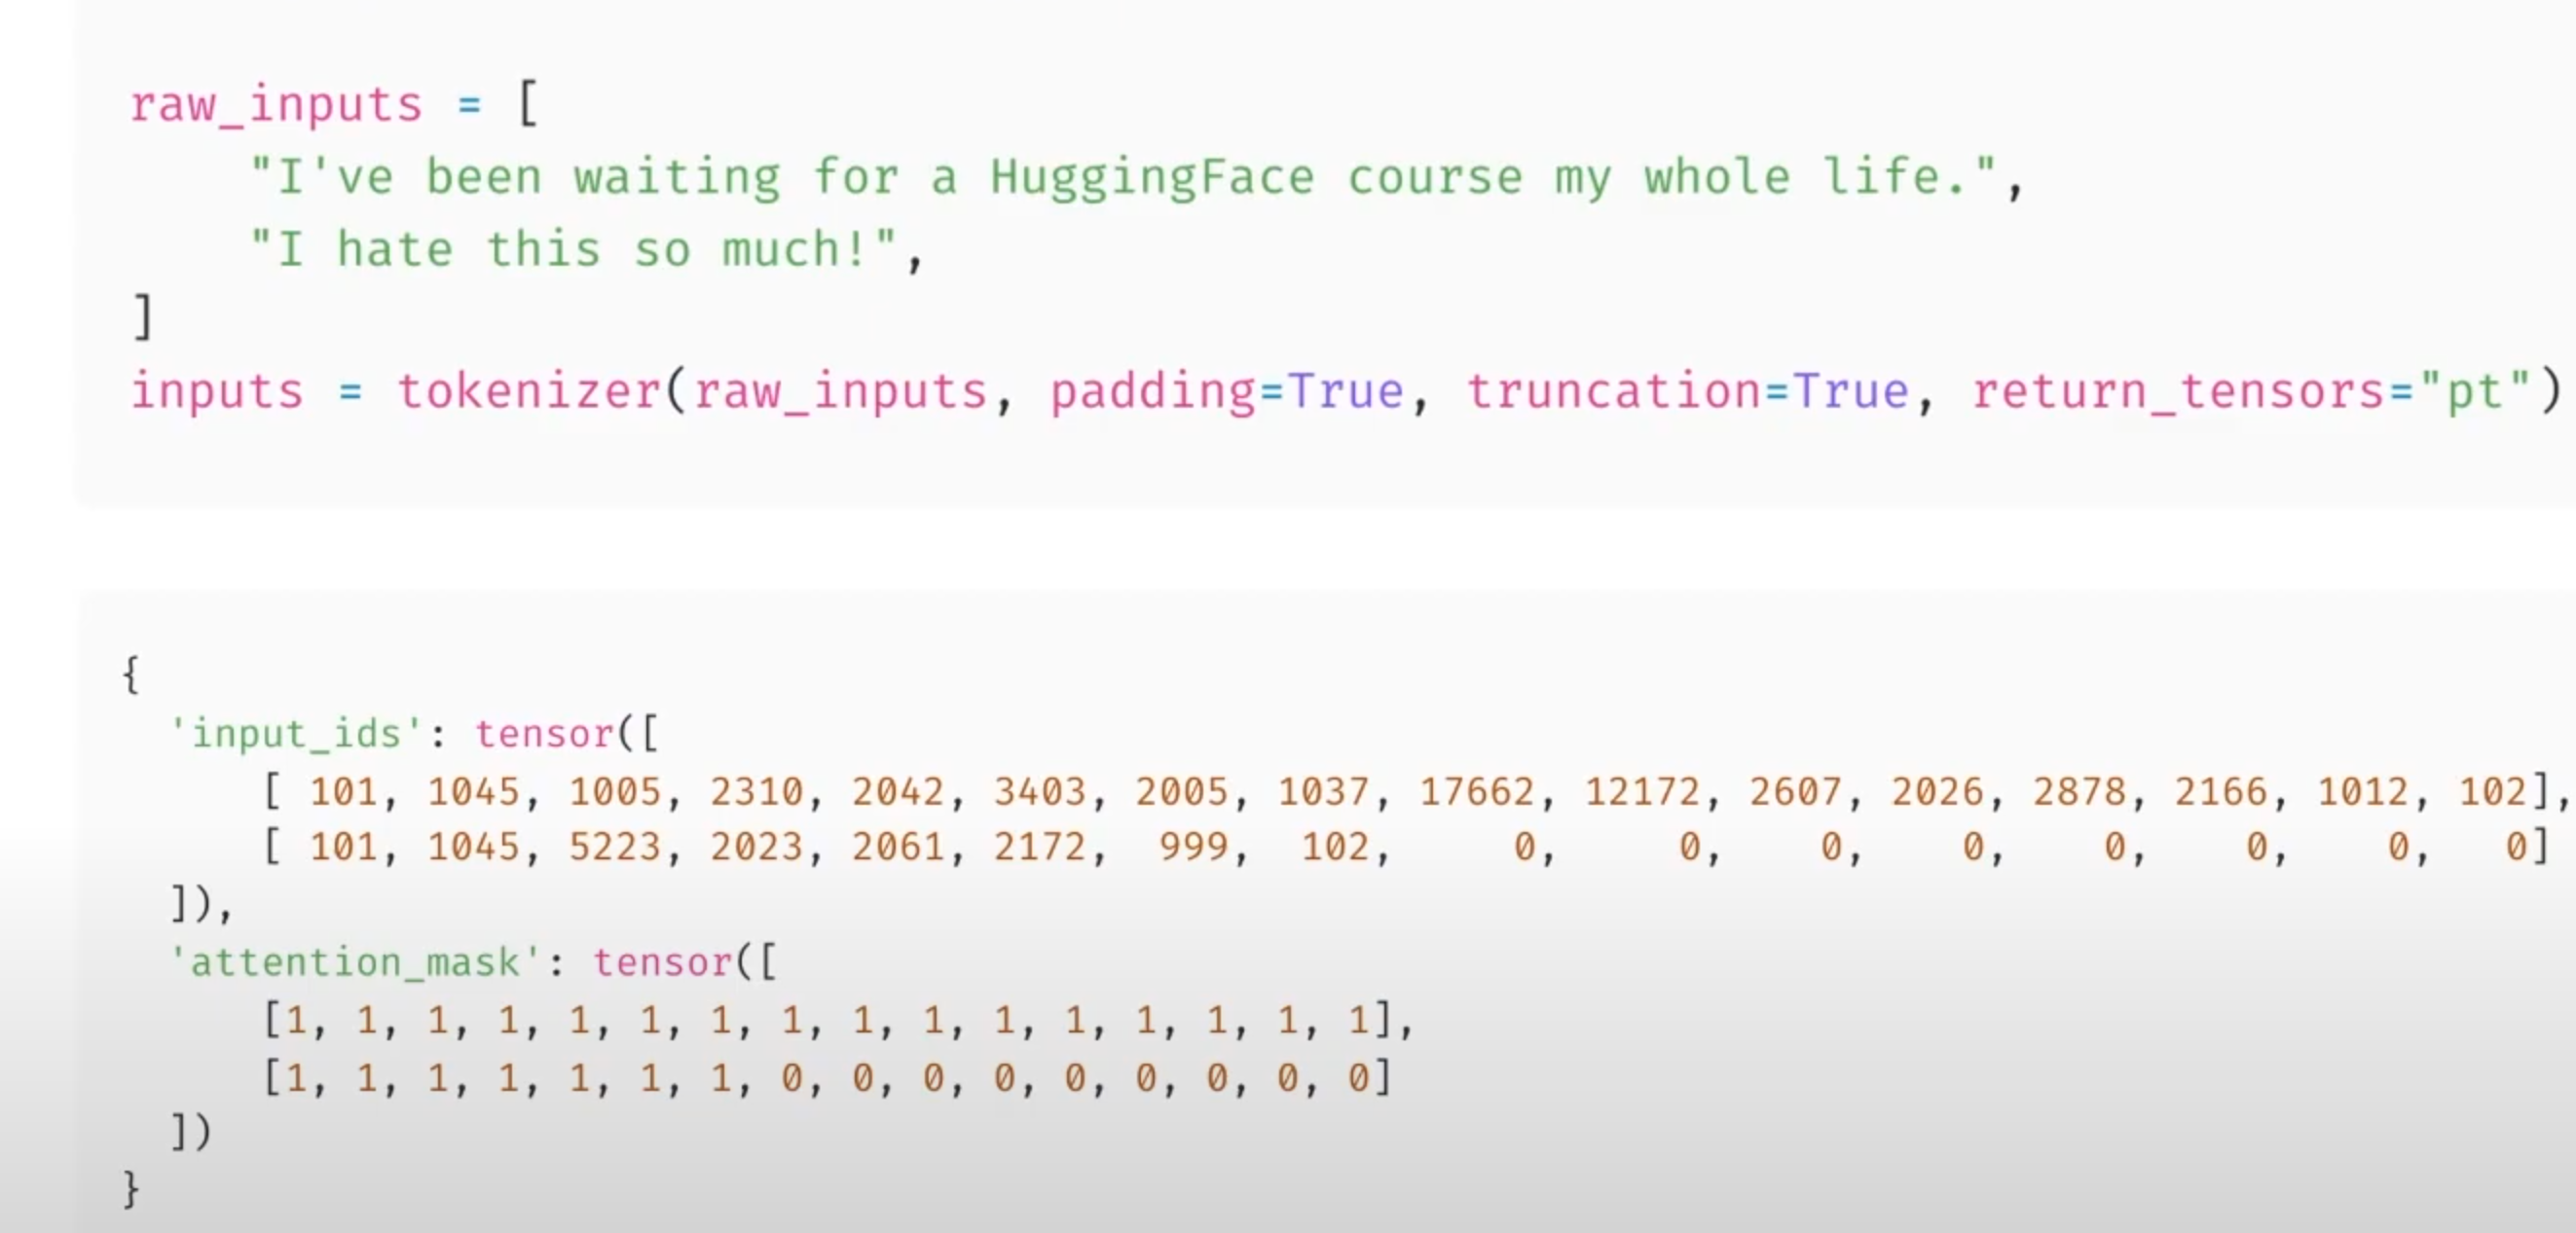 raw_inputs = [
    "I've been waiting for a HuggingFace course my whole life.",
    "I hate this so much!",
]
inputs = tokenizer(raw_inputs, padding=True, truncation=True, return_tensors="pt")
{
  'input_ids': tensor([
      [ 101, 1045, 1005, 2310, 2042, 3403, 2005, 1037, 17662, 12172, 2607, 2026, 2878, 2166, 1012, 102],
      [ 101, 1045, 5223, 2023, 2061, 2172,  999,  102,     0,     0,    0,    0,    0,    0,    0,   0]
  ]),
  'attention_mask': tensor([
      [1, 1, 1, 1, 1, 1, 1, 1, 1, 1, 1, 1, 1, 1, 1, 1],
      [1, 1, 1, 1, 1, 1, 1, 0, 0, 0, 0, 0, 0, 0, 0, 0]
  ])
}